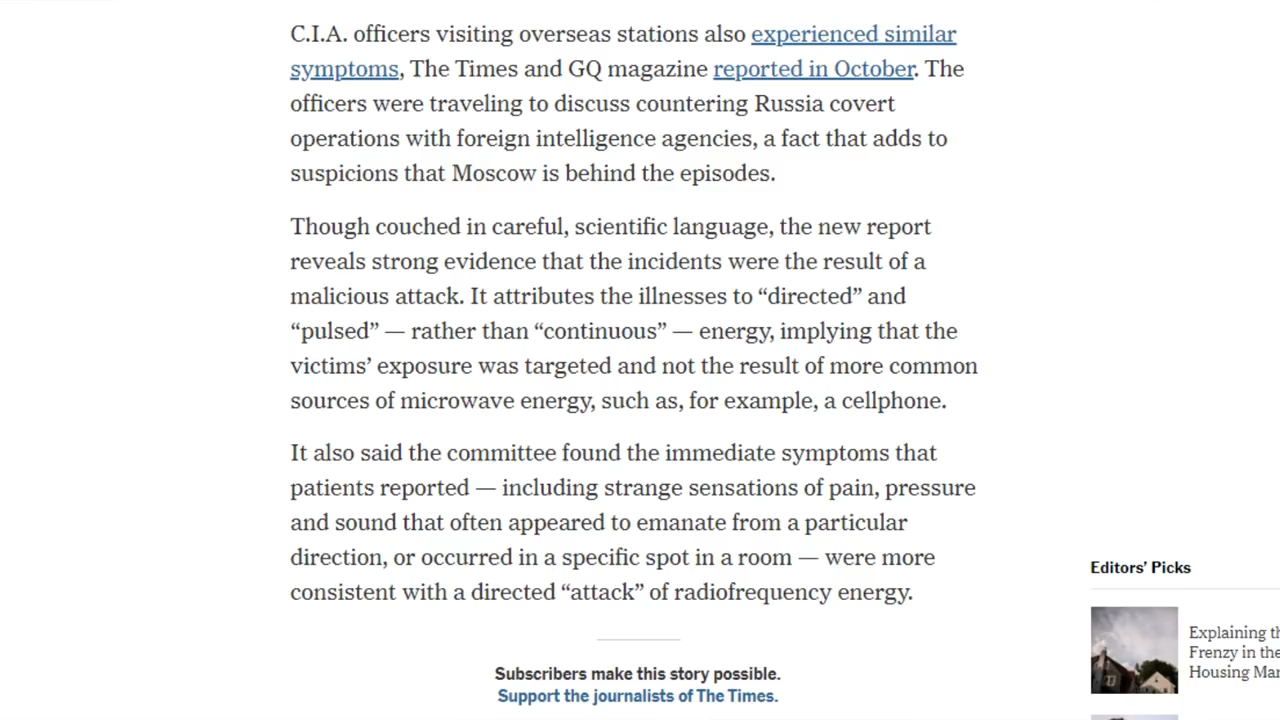 C.I.A. officers visiting overseas stations also experienced similar
symptoms, The Times and GQ magazine reported in October. The
officers were traveling to discuss countering Russia covert
operations with foreign intelligence agencies, a fact that adds to
suspicions that Moscow is behind the episodes.
Though couched in careful, scientific language, the new report
reveals strong evidence that the incidents were the result of a
malicious attack. It attributes the illnesses to “directed” and
“pulsed” — rather than “continuous” — energy, implying that the
victims’ exposure was targeted and not the result of more common
sources of microwave energy, such as, for example, a cellphone.
It also said the committee found the immediate symptoms that
patients reported — including strange sensations of pain, pressure
and sound that often appeared to emanate from a particular
direction, or occurred in a specific spot in a room — were more
consistent with a directed “attack” of radiofrequency energy.
Subscribers make this story possible.
Support the journalists of The Times.
Editors’ Picks
Explaining
Frenzy in the
Housing